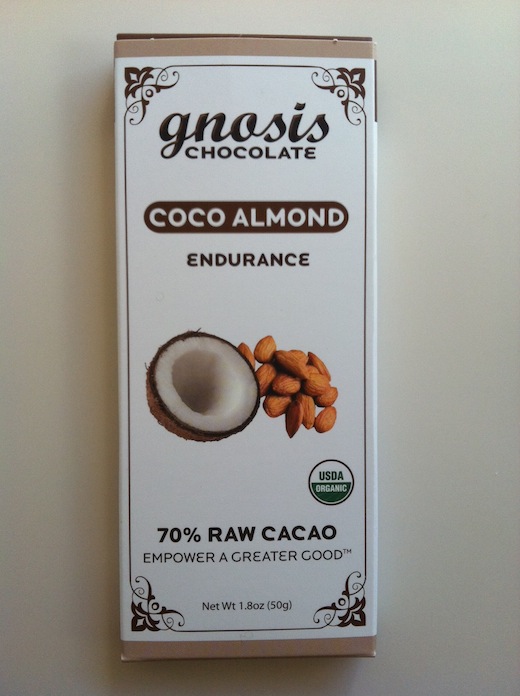 gnosis
CHOCOLATE
COCO ALMOND
ENDURANCE
USDA
ORGANIC
70% RAW CACAO
EMPOWER A GREATER GOOD™
Net Wt 1.8oz (50g)